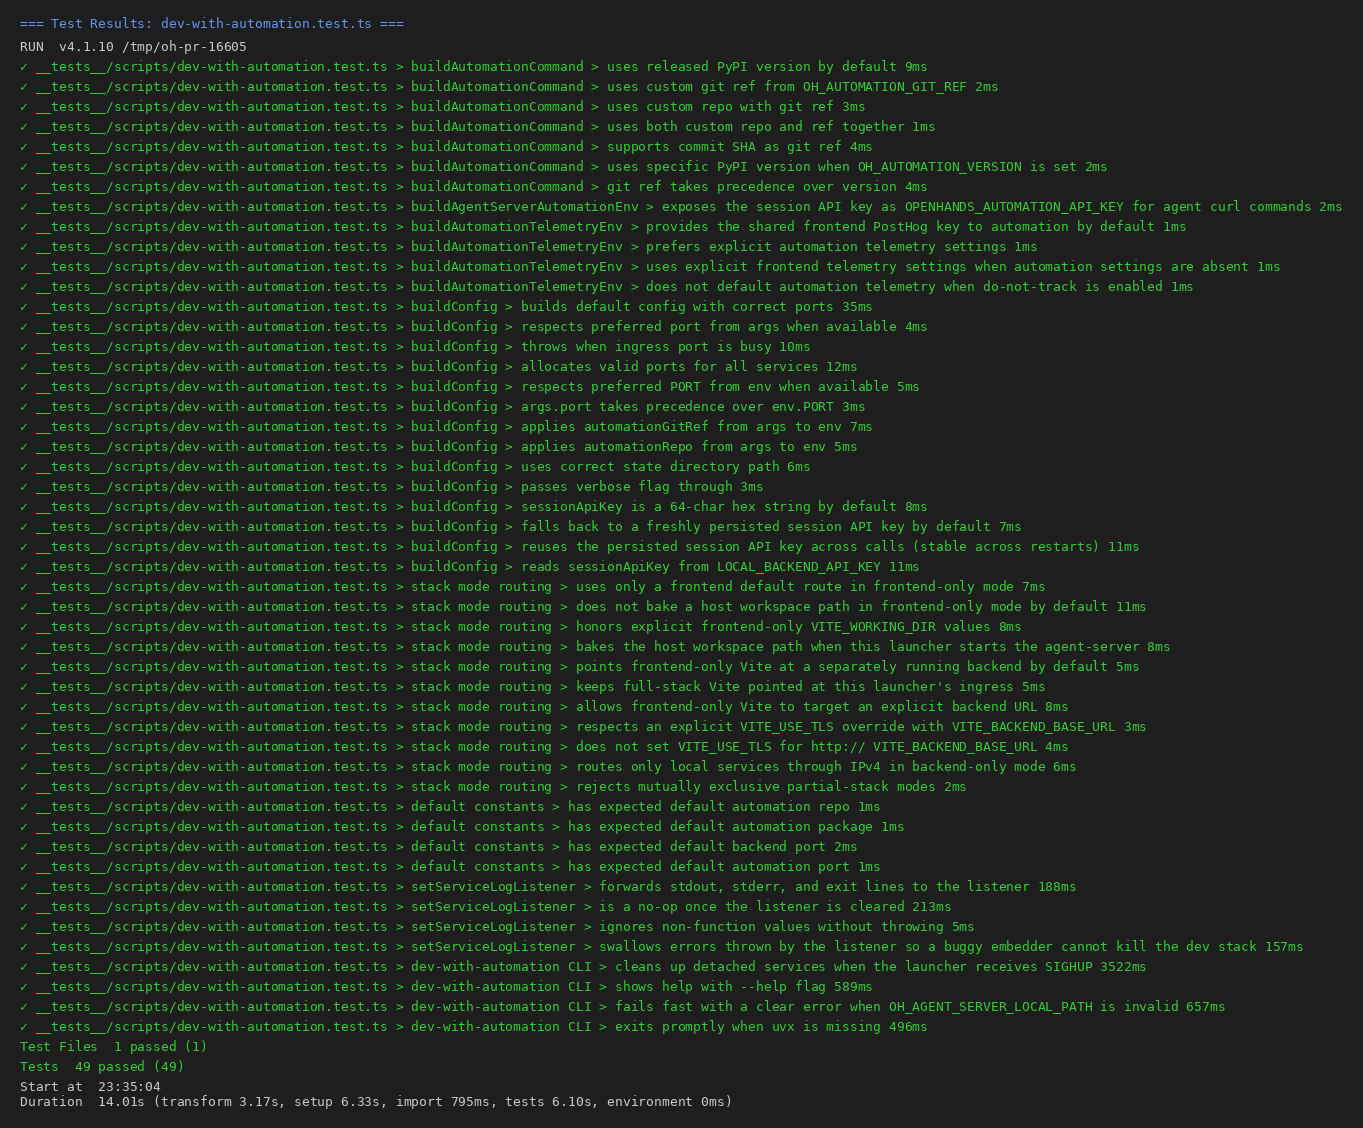 === Test Results: dev-with-automation.test.ts ===
RUN  v4.1.10 /tmp/oh-pr-16605
✓ __tests__/scripts/dev-with-automation.test.ts > buildAutomationCommand > uses released PyPI version by default 9ms
✓ __tests__/scripts/dev-with-automation.test.ts > buildAutomationCommand > uses custom git ref from OH_AUTOMATION_GIT_REF 2ms
✓ __tests__/scripts/dev-with-automation.test.ts > buildAutomationCommand > uses custom repo with git ref 3ms
✓ __tests__/scripts/dev-with-automation.test.ts > buildAutomationCommand > uses both custom repo and ref together 1ms
✓ __tests__/scripts/dev-with-automation.test.ts > buildAutomationCommand > supports commit SHA as git ref 4ms
✓ __tests__/scripts/dev-with-automation.test.ts > buildAutomationCommand > uses specific PyPI version when OH_AUTOMATION_VERSION is set 2ms
✓ __tests__/scripts/dev-with-automation.test.ts > buildAutomationCommand > git ref takes precedence over version 4ms
✓ __tests__/scripts/dev-with-automation.test.ts > buildAgentServerAutomationEnv > exposes the session API key as OPENHANDS_AUTOMATION_API_KEY for agent curl commands 2ms
✓ __tests__/scripts/dev-with-automation.test.ts > buildAutomationTelemetryEnv > provides the shared frontend PostHog key to automation by default 1ms
✓ __tests__/scripts/dev-with-automation.test.ts > buildAutomationTelemetryEnv > prefers explicit automation telemetry settings 1ms
✓ __tests__/scripts/dev-with-automation.test.ts > buildAutomationTelemetryEnv > uses explicit frontend telemetry settings when automation settings are absent 1ms
✓ __tests__/scripts/dev-with-automation.test.ts > buildAutomationTelemetryEnv > does not default automation telemetry when do-not-track is enabled 1ms
✓ __tests__/scripts/dev-with-automation.test.ts > buildConfig > builds default config with correct ports 35ms
✓ __tests__/scripts/dev-with-automation.test.ts > buildConfig > respects preferred port from args when available 4ms
✓ __tests__/scripts/dev-with-automation.test.ts > buildConfig > throws when ingress port is busy 10ms
✓ __tests__/scripts/dev-with-automation.test.ts > buildConfig > allocates valid ports for all services 12ms
✓ __tests__/scripts/dev-with-automation.test.ts > buildConfig > respects preferred PORT from env when available 5ms
✓ __tests__/scripts/dev-with-automation.test.ts > buildConfig > args.port takes precedence over env.PORT 3ms
✓ __tests__/scripts/dev-with-automation.test.ts > buildConfig > applies automationGitRef from args to env 7ms
✓ __tests__/scripts/dev-with-automation.test.ts > buildConfig > applies automationRepo from args to env 5ms
✓ __tests__/scripts/dev-with-automation.test.ts > buildConfig > uses correct state directory path 6ms
✓ __tests__/scripts/dev-with-automation.test.ts > buildConfig > passes verbose flag through 3ms
✓ __tests__/scripts/dev-with-automation.test.ts > buildConfig > sessionApiKey is a 64-char hex string by default 8ms
✓ __tests__/scripts/dev-with-automation.test.ts > buildConfig > falls back to a freshly persisted session API key by default 7ms
✓ __tests__/scripts/dev-with-automation.test.ts > buildConfig > reuses the persisted session API key across calls (stable across restarts) 11ms
✓ __tests__/scripts/dev-with-automation.test.ts > buildConfig > reads sessionApiKey from LOCAL_BACKEND_API_KEY 11ms
✓ __tests__/scripts/dev-with-automation.test.ts > stack mode routing > uses only a frontend default route in frontend-only mode 7ms
✓ __tests__/scripts/dev-with-automation.test.ts > stack mode routing > does not bake a host workspace path in frontend-only mode by default 11ms
✓ __tests__/scripts/dev-with-automation.test.ts > stack mode routing > honors explicit frontend-only VITE_WORKING_DIR values 8ms
✓ __tests__/scripts/dev-with-automation.test.ts > stack mode routing > bakes the host workspace path when this launcher starts the agent-server 8ms
✓ __tests__/scripts/dev-with-automation.test.ts > stack mode routing > points frontend-only Vite at a separately running backend by default 5ms
✓ __tests__/scripts/dev-with-automation.test.ts > stack mode routing > keeps full-stack Vite pointed at this launcher's ingress 5ms
✓ __tests__/scripts/dev-with-automation.test.ts > stack mode routing > allows frontend-only Vite to target an explicit backend URL 8ms
✓ __tests__/scripts/dev-with-automation.test.ts > stack mode routing > respects an explicit VITE_USE_TLS override with VITE_BACKEND_BASE_URL 3ms
✓ __tests__/scripts/dev-with-automation.test.ts > stack mode routing > does not set VITE_USE_TLS for http:// VITE_BACKEND_BASE_URL 4ms
✓ __tests__/scripts/dev-with-automation.test.ts > stack mode routing > routes only local services through IPv4 in backend-only mode 6ms
✓ __tests__/scripts/dev-with-automation.test.ts > stack mode routing > rejects mutually exclusive partial-stack modes 2ms
✓ __tests__/scripts/dev-with-automation.test.ts > default constants > has expected default automation repo 1ms
✓ __tests__/scripts/dev-with-automation.test.ts > default constants > has expected default automation package 1ms
✓ __tests__/scripts/dev-with-automation.test.ts > default constants > has expected default backend port 2ms
✓ __tests__/scripts/dev-with-automation.test.ts > default constants > has expected default automation port 1ms
✓ __tests__/scripts/dev-with-automation.test.ts > setServiceLogListener > forwards stdout, stderr, and exit lines to the listener 188ms
✓ __tests__/scripts/dev-with-automation.test.ts > setServiceLogListener > is a no-op once the listener is cleared 213ms
✓ __tests__/scripts/dev-with-automation.test.ts > setServiceLogListener > ignores non-function values without throwing 5ms
✓ __tests__/scripts/dev-with-automation.test.ts > setServiceLogListener > swallows errors thrown by the listener so a buggy embedder cannot kill the dev stack 157ms
✓ __tests__/scripts/dev-with-automation.test.ts > dev-with-automation CLI > cleans up detached services when the launcher receives SIGHUP 3522ms
✓ __tests__/scripts/dev-with-automation.test.ts > dev-with-automation CLI > shows help with --help flag 589ms
✓ __tests__/scripts/dev-with-automation.test.ts > dev-with-automation CLI > fails fast with a clear error when OH_AGENT_SERVER_LOCAL_PATH is invalid 657ms
✓ __tests__/scripts/dev-with-automation.test.ts > dev-with-automation CLI > exits promptly when uvx is missing 496ms
Test Files  1 passed (1)
Tests  49 passed (49)
Start at  23:35:04
Duration  14.01s (transform 3.17s, setup 6.33s, import 795ms, tests 6.10s, environment 0ms)